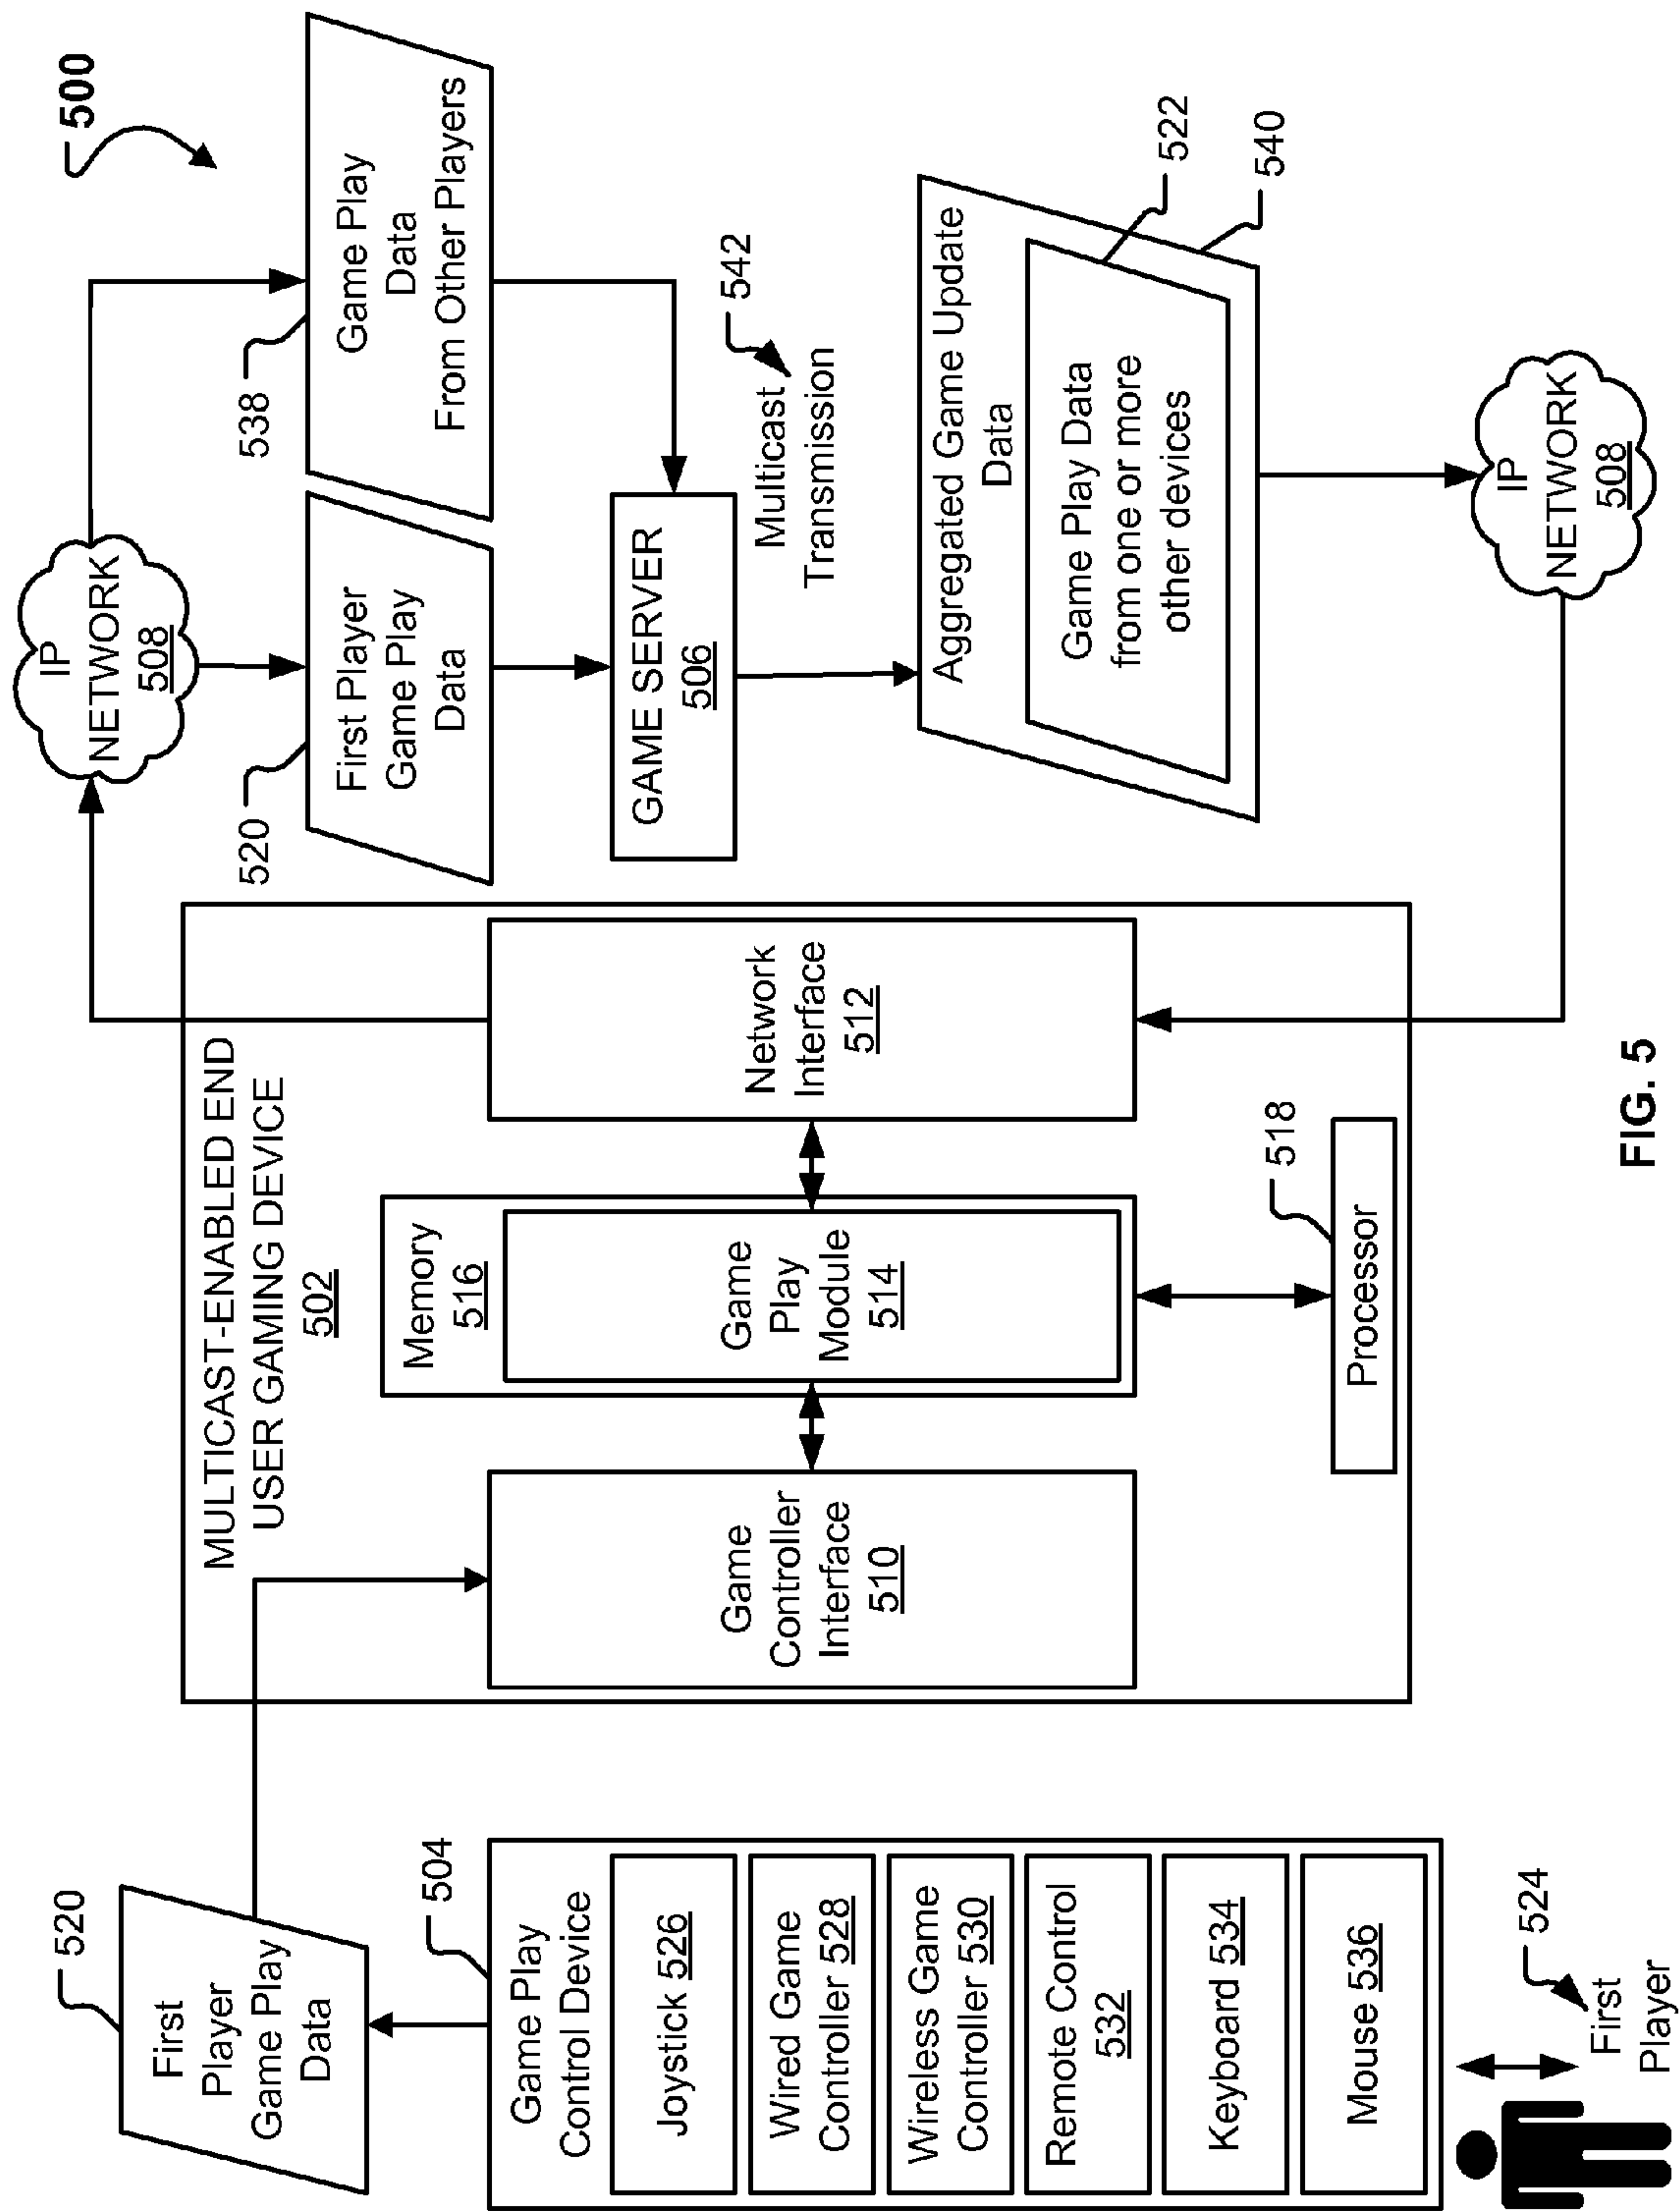 500
520
First
Player
Game Play
Data
504
Game Play
Control Device
Joystick 526
Wired Game
Controller 528
Wireless Game
Controller 530
Remote Control
532
Keyboard 534
Mouse 536
524
First
Player
MULTICAST-ENABLED END
USER GAMING DEVICE
502
Game
Controller
Interface
510
Memory
516
Game
Play
Module
514
Network
Interface
512
518
Processor
IP
NETWORK
508
520
First Player
Game Play
Data
538
Game Play
Data
From Other Players
GAME SERVER
506
542
Multicast
Transmission
Aggregated Game Update
Data
Game Play Data
from one or more
other devices
522
540
IP
NETWORK
508
FIG. 5